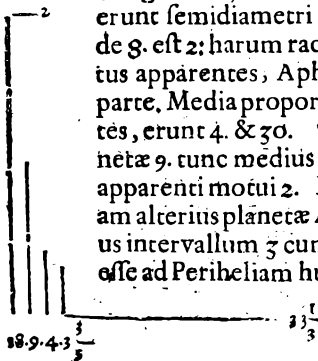 2
erunt ſemidiametri
de 8. eſt 2: harum rac
tus apparentes, Aph
parte. Media propor
tes, erunt 4. & 30.
netæ 9. tunc medius
apparenti motui 2.
am alterius planetæ
us intervallum 3 cun
eſſe ad Periheliam hu
18.9.4.3 3/5
33 1/3